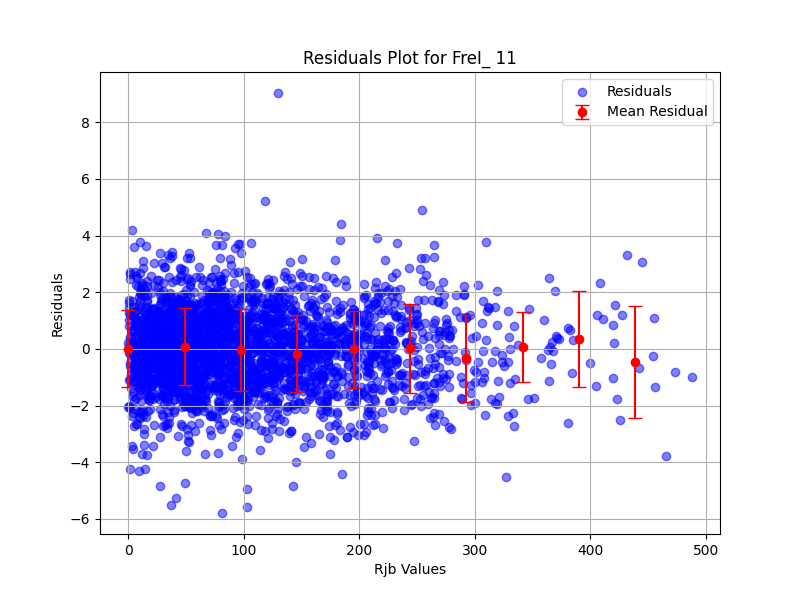 Residuals Plot for FreI_ 11
Residuals
Mean Residual
8
6
4
2
0
−2
−4
−6
Residuals
0
100
200
300
400
500
Rjb Values